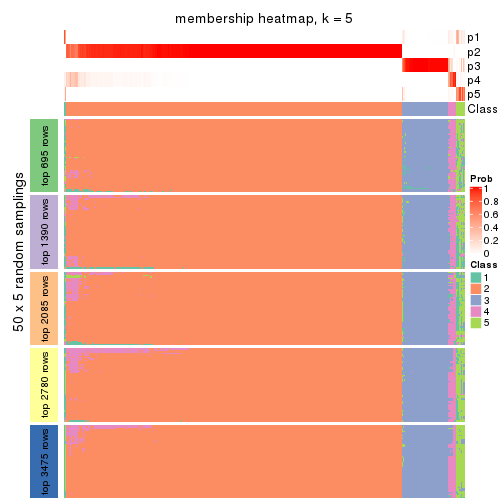 membership heatmap, k = 5
p1
p2
p3
p4
p5
Class
50 x 5 random samplings
top 695 rows
top 1390 rows
top 2085 rows
top 2780 rows
top 3475 rows
Prob
1
0.8
0.6
0.4
0.2
0
Class
1
2
3
4
5